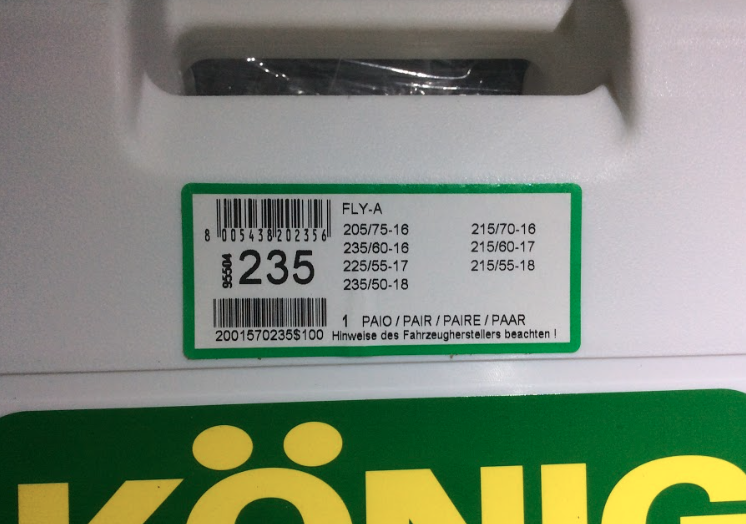 FLY-A
8 005438 202356
205/75-16 215/70-16
235/60-16 215/60-17
225/55-17 215/55-18
235/50-18
95504
235
2001570235$100
1 PAIO / PAIR / PAIRE / PAAR
Hinweise des Fahrzeugherstellers beachten !
KÖNIG